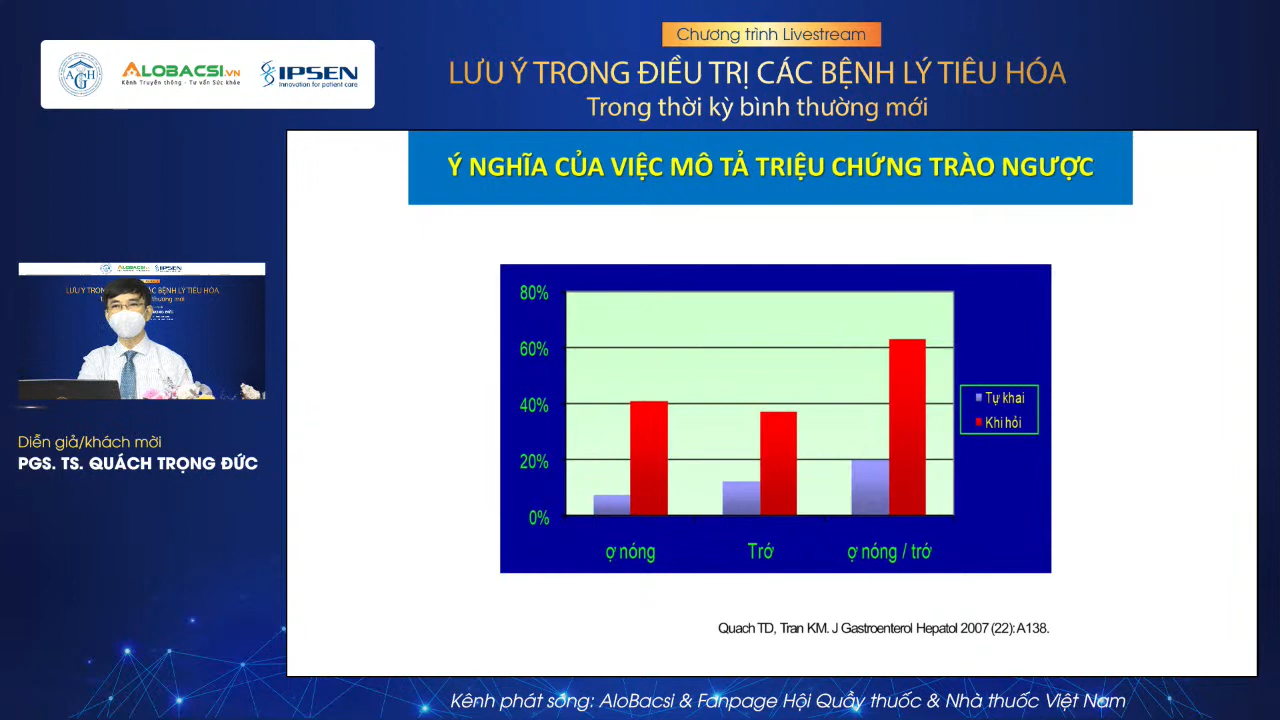 Chương trình Livestream
LƯU Ý TRONG ĐIỀU TRỊ CÁC BỆNH LÝ TIÊU HÓA
Trong thời kỳ bình thường mới
AGH
ALOBACSI.VN
Kênh Truyền thông - Tư vấn Sức khỏe
IPSEN
Innovation for patient care
Ý NGHĨA CỦA VIỆC MÔ TẢ TRIỆU CHỨNG TRÀO NGƯỢC
80%
60%
40%
20%
0%
ợ nóng
Trớ
ợ nóng / trớ
Tự khai
Khi hỏi
Quach TD, Tran KM. J Gastroenterol Hepatol 2007 (22): A138.
Diễn giả/khách mời
PGS. TS. QUÁCH TRỌNG ĐỨC
Kênh phát sóng: AloBacsi & Fanpage Hội Quầy thuốc & Nhà thuốc Việt Nam